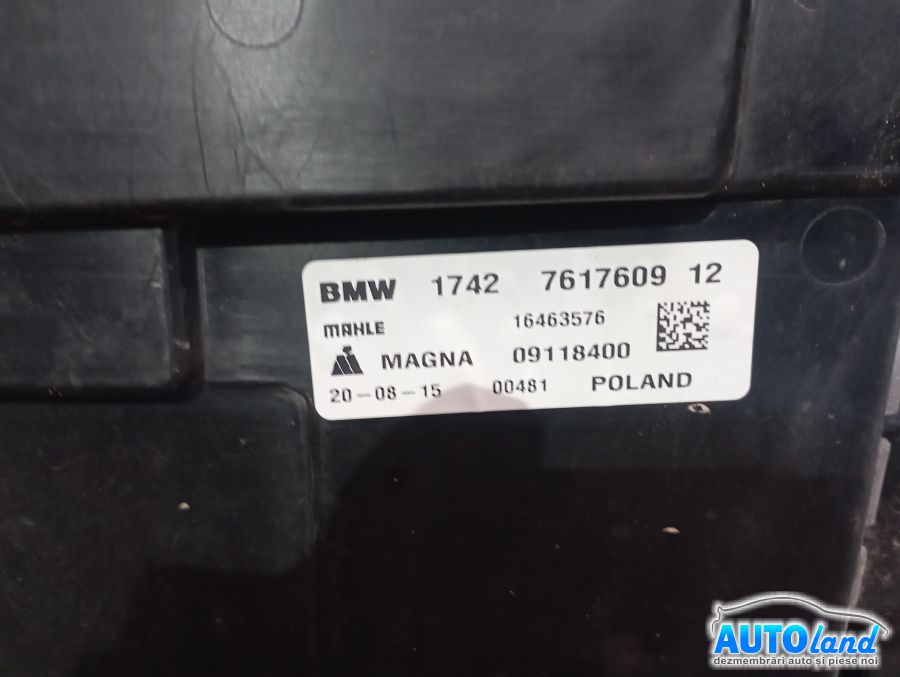 BMW 1742 7617609 12
MAHLE 16463576
MAGNA 09118400
20-08-15 00481 POLAND
AUTOland
dezmembrări auto și piese noi